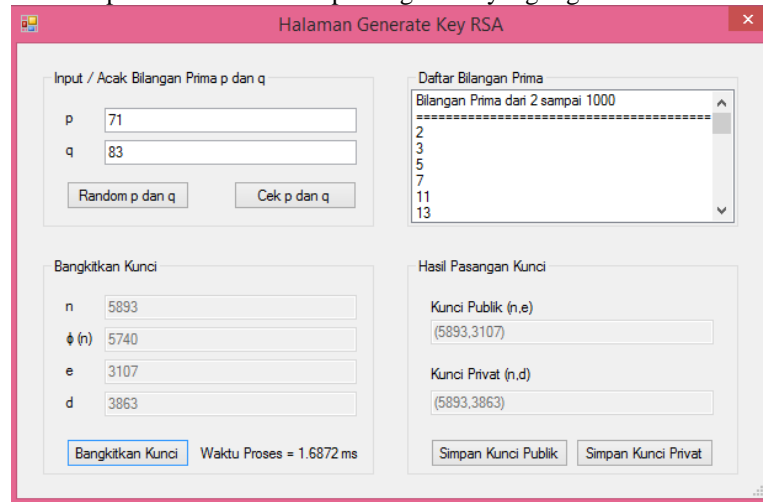 Halaman Generate Key RSA
Input / Acak Bilangan Prima p dan q
p 71
q 83
Random p dan q Cek p dan q
Daftar Bilangan Prima
Bilangan Prima dari 2 sampai 1000
========================================
2
3
5
7
11
13
Bangkitkan Kunci
n 5893
ϕ (n) 5740
e 3107
d 3863
Bangkitkan Kunci Waktu Proses = 1.6872 ms
Hasil Pasangan Kunci
Kunci Publik (n,e)
(5893,3107)
Kunci Privat (n,d)
(5893,3863)
Simpan Kunci Publik Simpan Kunci Privat